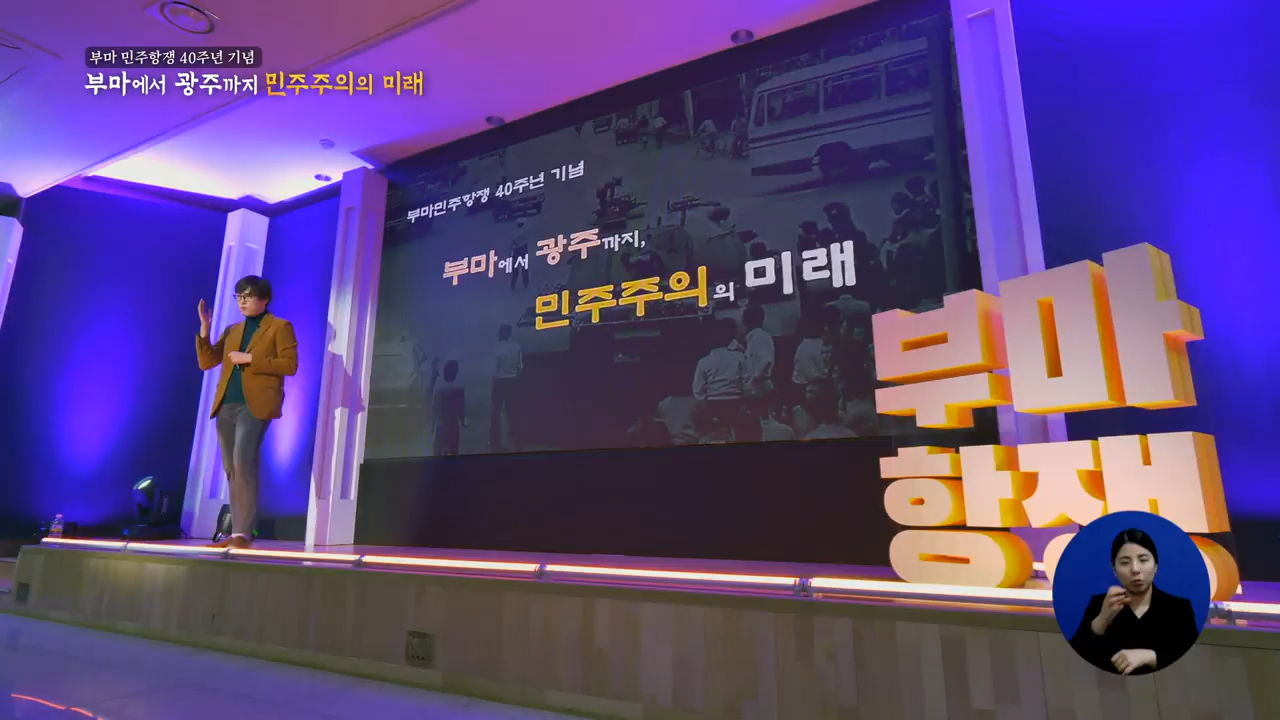 부마 민주항쟁 40주년 기념
부마에서 광주까지 민주주의의 미래
부마민주항쟁 40주년 기념
부마에서 광주까지,
민주주의의 미래
부마
항쟁